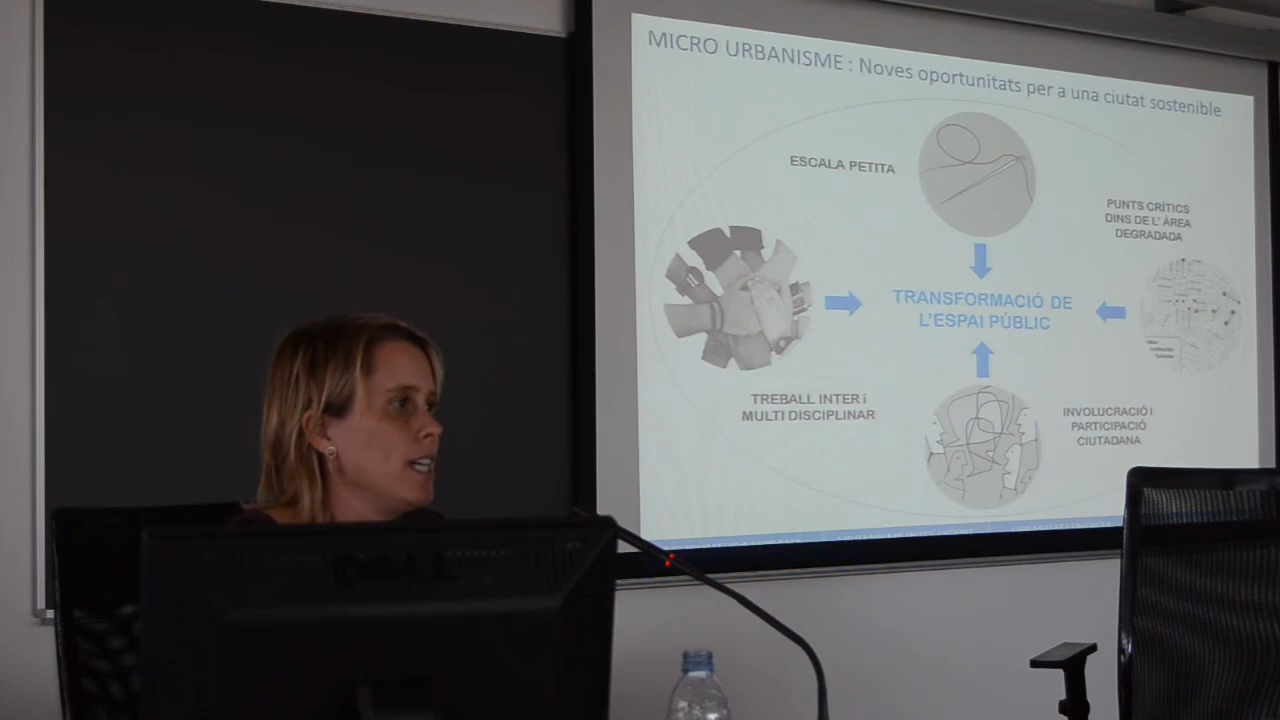 MICRO URBANISME : Noves oportunitats per a una ciutat sostenible
ESCALA PETITA
PUNTS CRÍTICS
DINS DE L' ÀREA
DEGRADADA
TRANSFORMACIÓ DE
L'ESPAI PÚBLIC
TREBALL INTER i
MULTI DISCIPLINAR
INVOLUCRACIÓ i
PARTICIPACIÓ
CIUTADANA